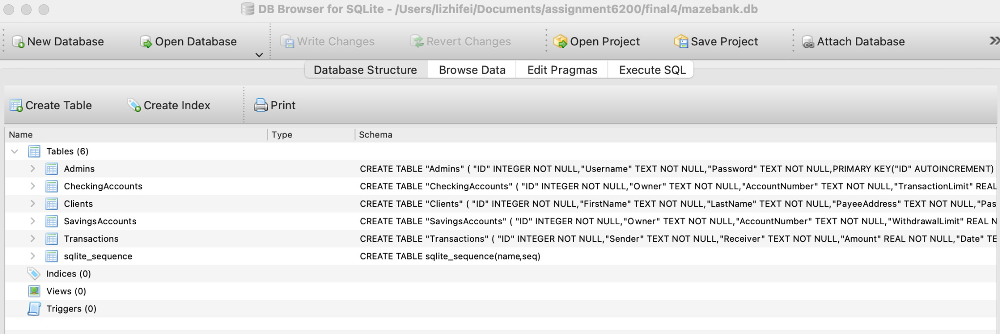 DB Browser for SQLite - /Users/lizhifei/Documents/assignment6200/final4/mazebank.db
New Database Open Database Write Changes Revert Changes Open Project Save Project Attach Database
Database Structure Browse Data Edit Pragmas Execute SQL
Create Table Create Index Print
Name Type Schema
Tables (6)
Admins CREATE TABLE "Admins" ( "ID" INTEGER NOT NULL,"Username" TEXT NOT NULL,"Password" TEXT NOT NULL,PRIMARY KEY("ID" AUTOINCREMENT)
CheckingAccounts CREATE TABLE "CheckingAccounts" ( "ID" INTEGER NOT NULL,"Owner" TEXT NOT NULL,"AccountNumber" TEXT NOT NULL,"TransactionLimit" REAL
Clients CREATE TABLE "Clients" ( "ID" INTEGER NOT NULL,"FirstName" TEXT NOT NULL,"LastName" TEXT NOT NULL,"PayeeAddress" TEXT NOT NULL,"Pas
SavingsAccounts CREATE TABLE "SavingsAccounts" ( "ID" INTEGER NOT NULL,"Owner" TEXT NOT NULL,"AccountNumber" TEXT NOT NULL,"WithdrawalLimit" REAL N
Transactions CREATE TABLE "Transactions" ( "ID" INTEGER NOT NULL,"Sender" TEXT NOT NULL,"Receiver" TEXT NOT NULL,"Amount" REAL NOT NULL,"Date" TE
sqlite_sequence CREATE TABLE sqlite_sequence(name,seq)
Indices (0)
Views (0)
Triggers (0)